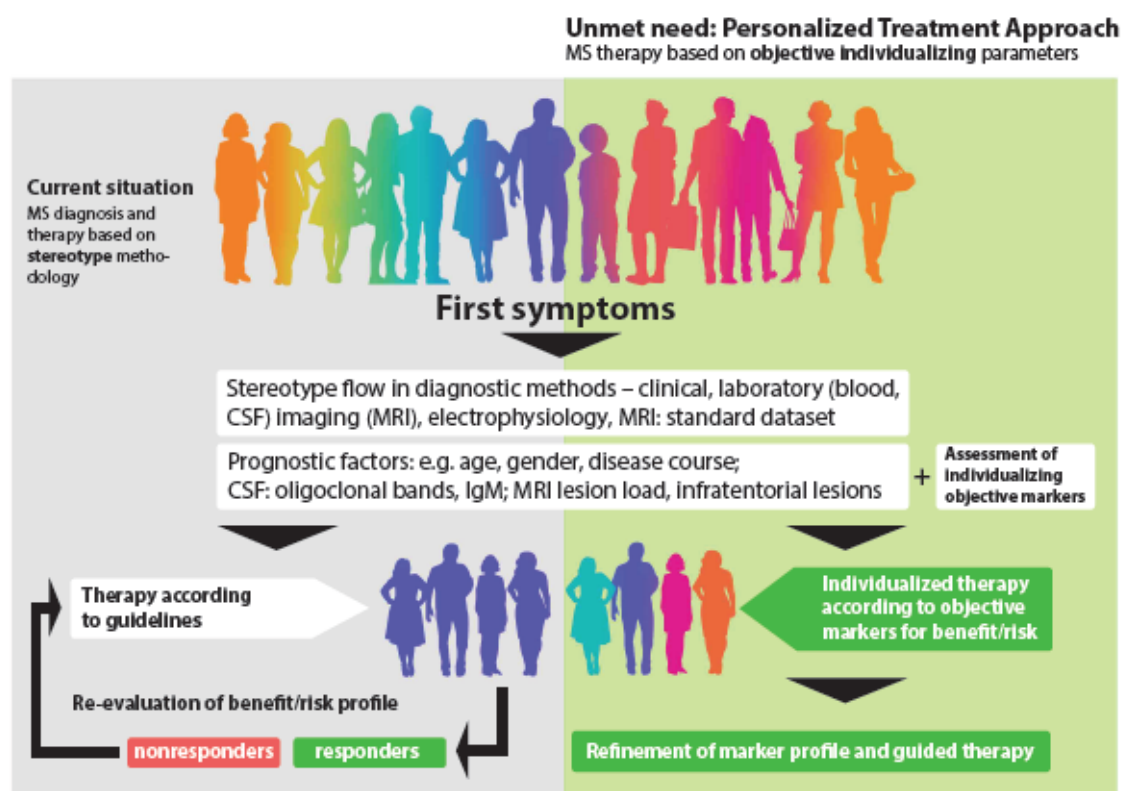 Unmet need: Personalized Treatment Approach
MS therapy based on objective individualizing parameters
Current situation
MS diagnosis and
therapy based on
stereotype metho-
dology
First symptoms
Stereotype flow in diagnostic methods – clinical, laboratory (blood,
CSF) imaging (MRI), electrophysiology, MRI: standard dataset
Prognostic factors: e.g. age, gender, disease course;
CSF: oligoclonal bands, IgM; MRI lesion load, infratentorial lesions
+
Assessment of
individualizing
objective markers
Therapy according
to guidelines
Individualized therapy
according to objective
markers for benefit/risk
Re-evaluation of benefit/risk profile
nonresponders
responders
Refinement of marker profile and guided therapy